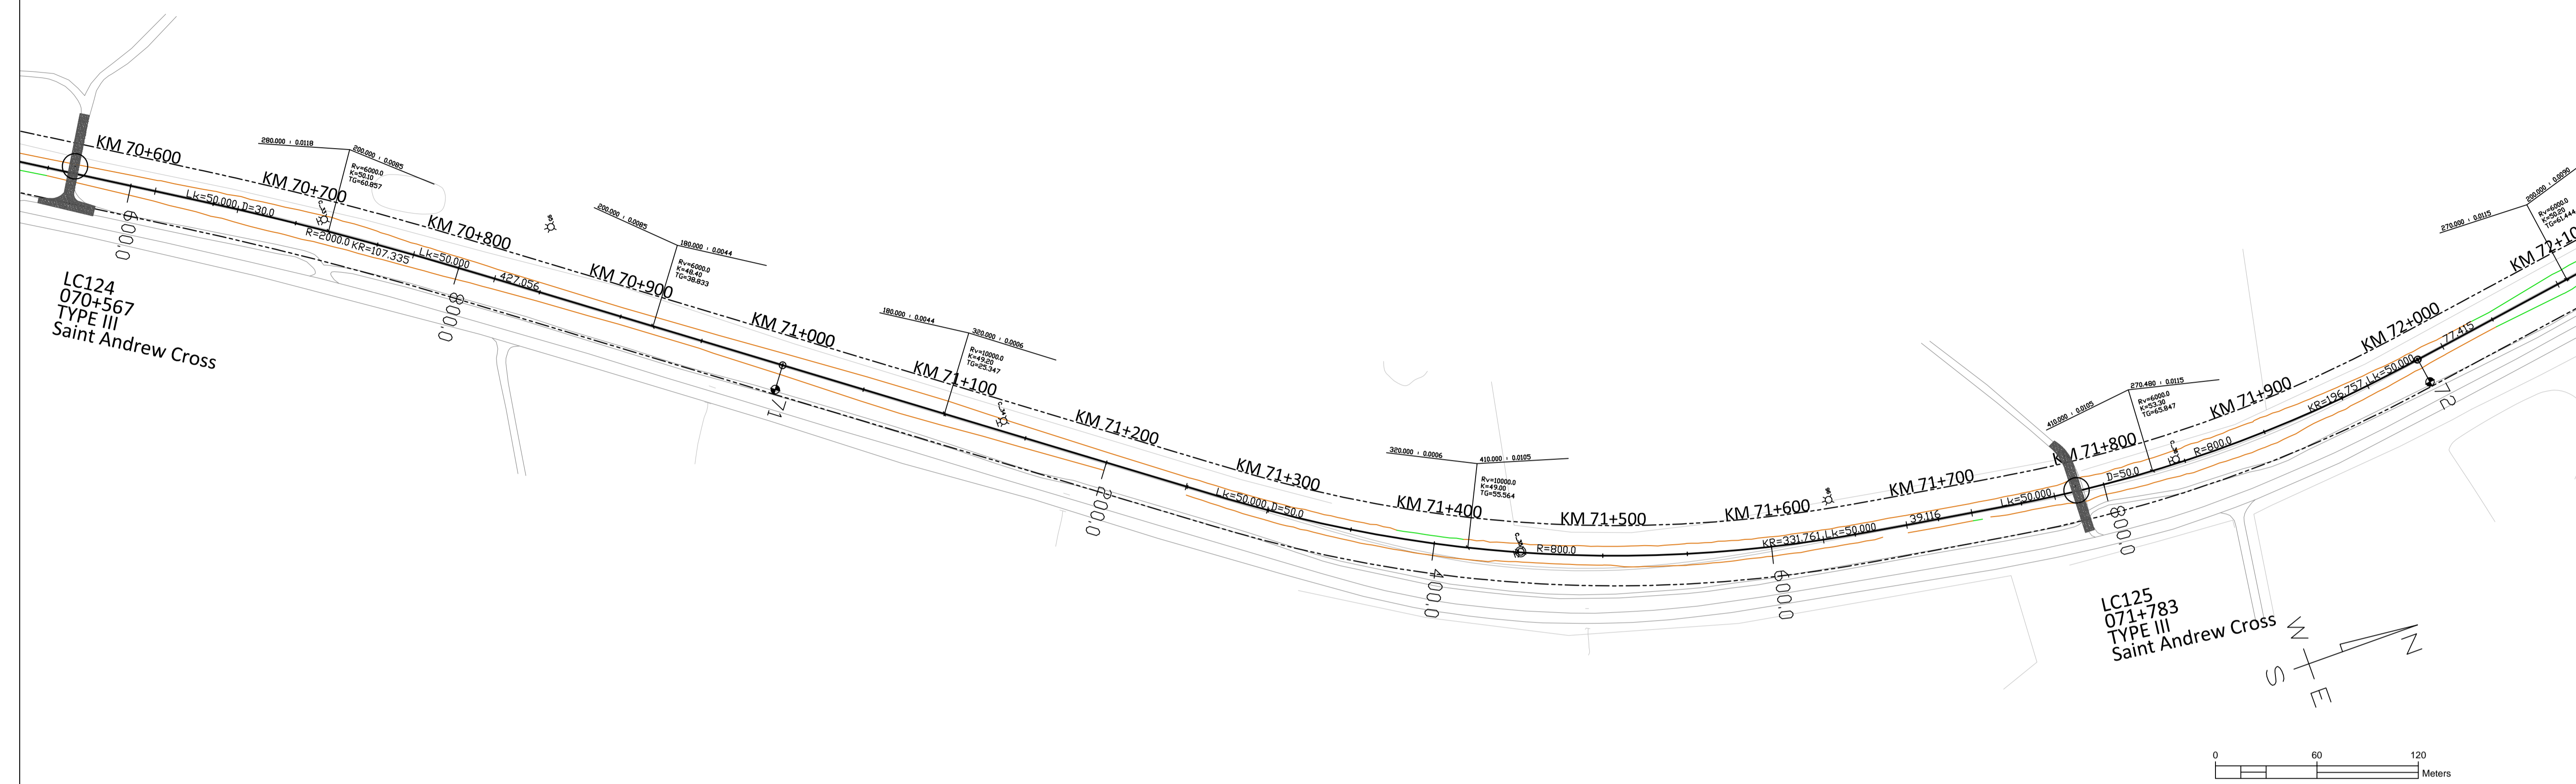 KM 70+600
280.000 : 0.0118
200.000 : 0.0085
Rv=6000.0
K=50.10
TG=60.857
KM 70+700
Lk=50.000, D=30.0
R=2000.0 KR=107.335
Lk=50.000
600.0
LC124
070+567
TYPE III
Saint Andrew Cross
KM 70+800
800.0
427.056
200.000 : 0.0085
180.000 : 0.0044
Rv=6000.0
K=48.40
TG=38.833
KM 70+900
KM 71+000
71
180.000 : 0.0044
320.000 : 0.0006
Rv=10000.0
K=49.20
TG=25.347
KM 71+100
KM 71+200
200.0
KM 71+300
Lk=50.000, D=50.0
320.000 : 0.0006
410.000 : 0.0105
Rv=10000.0
K=49.00
TG=55.564
KM 71+400
400.0
R=800.0
KM 71+500
KM 71+600
KR=331.761, Lk=50.000
600.0
KM 71+700
39.116
Lk=50.000
410.000 : 0.0105
270.480 : 0.0115
Rv=6000.0
K=53.30
TG=65.847
KM 71+800
D=50.0
800.0
R=800.0
LC125
071+783
TYPE III
Saint Andrew Cross
KM 71+900
KR=196.757, Lk=50.000
KM 72+000
77.415
72
270.000 : 0.0115
200.000 : 0.0090
Rv=6000.0
K=50.20
TG=61.444
KM 72+10
W
N
S
E
0
60
120
Meters